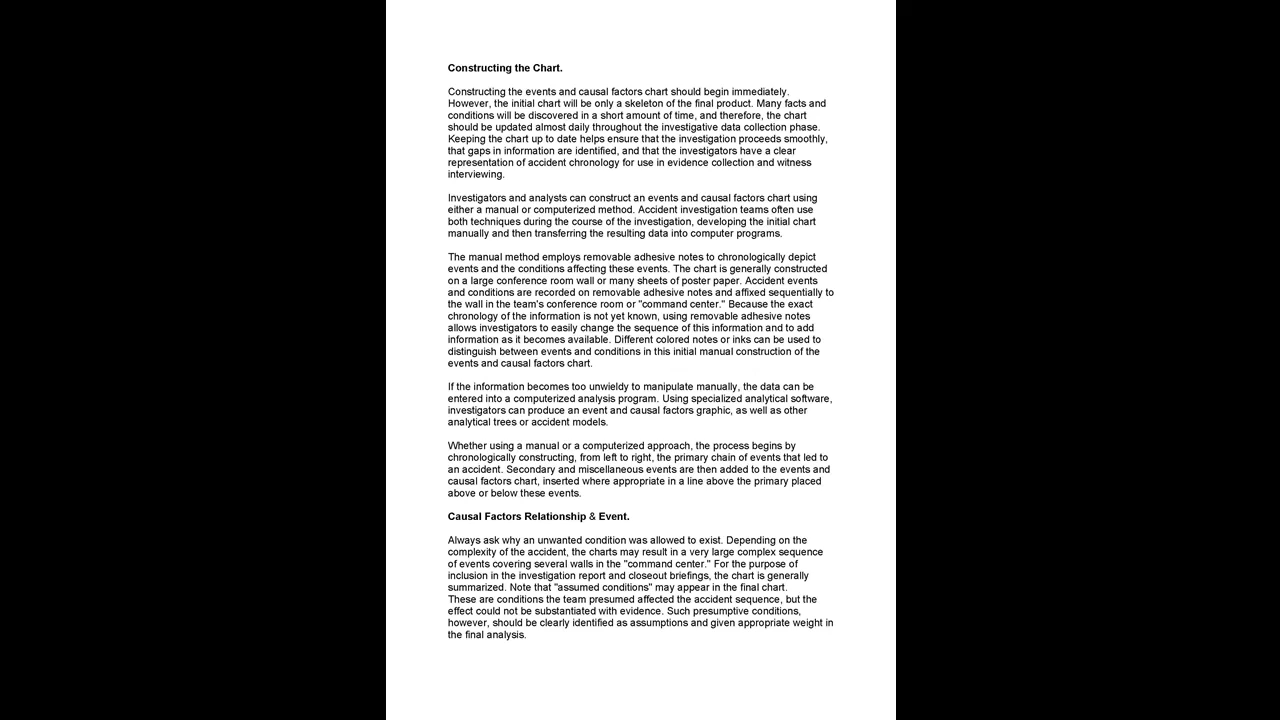 Constructing the Chart.
Constructing the events and causal factors chart should begin immediately.
However, the initial chart will be only a skeleton of the final product. Many facts and
conditions will be discovered in a short amount of time, and therefore, the chart
should be updated almost daily throughout the investigative data collection phase.
Keeping the chart up to date helps ensure that the investigation proceeds smoothly,
that gaps in information are identified, and that the investigators have a clear
representation of accident chronology for use in evidence collection and witness
interviewing.
Investigators and analysts can construct an events and causal factors chart using
either a manual or computerized method. Accident investigation teams often use
both techniques during the course of the investigation, developing the initial chart
manually and then transferring the resulting data into computer programs.
The manual method employs removable adhesive notes to chronologically depict
events and the conditions affecting these events. The chart is generally constructed
on a large conference room wall or many sheets of poster paper. Accident events
and conditions are recorded on removable adhesive notes and affixed sequentially to
the wall in the team's conference room or "command center." Because the exact
chronology of the information is not yet known, using removable adhesive notes
allows investigators to easily change the sequence of this information and to add
information as it becomes available. Different colored notes or inks can be used to
distinguish between events and conditions in this initial manual construction of the
events and causal factors chart.
If the information becomes too unwieldy to manipulate manually, the data can be
entered into a computerized analysis program. Using specialized analytical software,
investigators can produce an event and causal factors graphic, as well as other
analytical trees or accident models.
Whether using a manual or a computerized approach, the process begins by
chronologically constructing, from left to right, the primary chain of events that led to
an accident. Secondary and miscellaneous events are then added to the events and
causal factors chart, inserted where appropriate in a line above the primary placed
above or below these events.
Causal Factors Relationship & Event.
Always ask why an unwanted condition was allowed to exist. Depending on the
complexity of the accident, the charts may result in a very large complex sequence
of events covering several walls in the "command center." For the purpose of
inclusion in the investigation report and closeout briefings, the chart is generally
summarized. Note that "assumed conditions" may appear in the final chart.
These are conditions the team presumed affected the accident sequence, but the
effect could not be substantiated with evidence. Such presumptive conditions,
however, should be clearly identified as assumptions and given appropriate weight in
the final analysis.